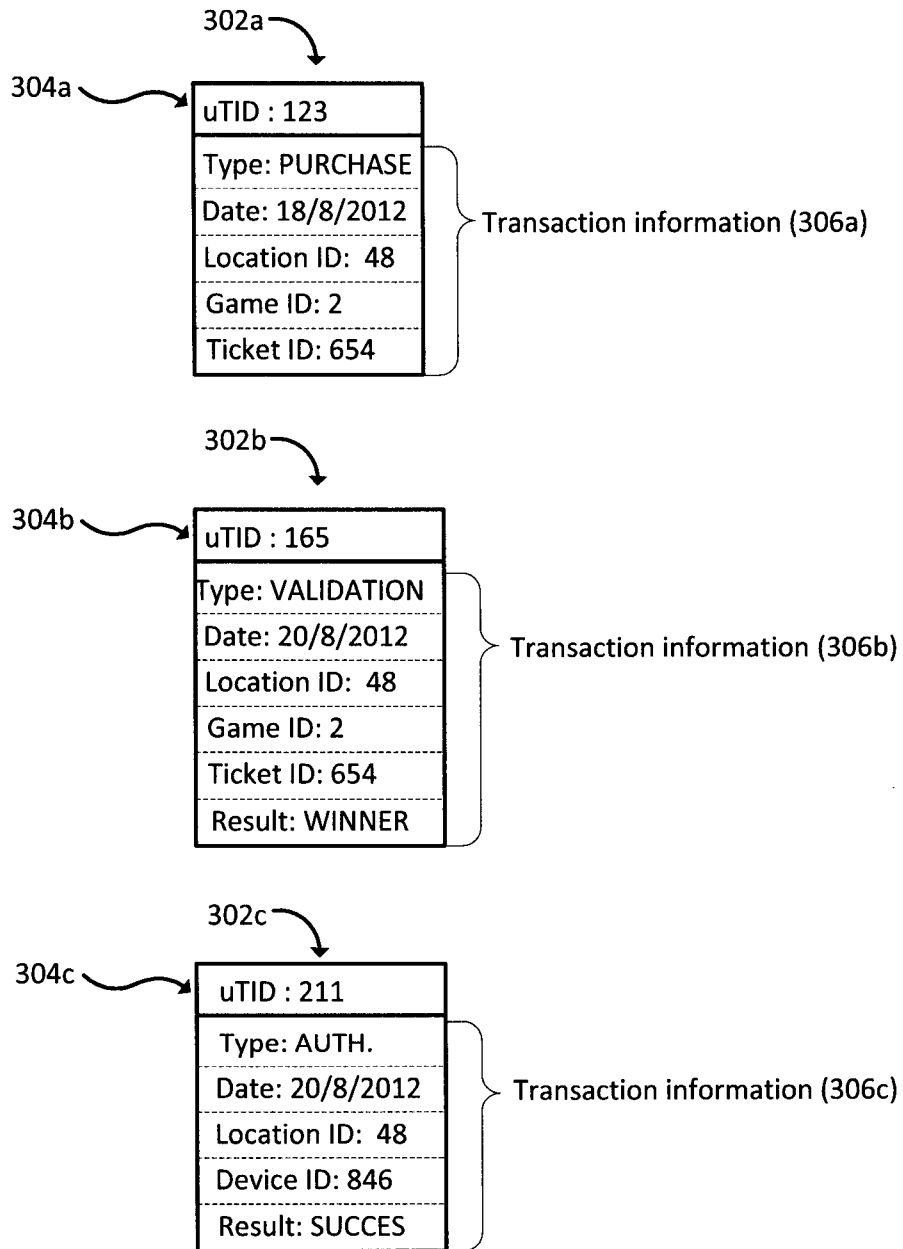 302a
304a
uTID : 123
Type: PURCHASE
Date: 18/8/2012
Location ID: 48
Game ID: 2
Ticket ID: 654
Transaction information (306a)
302b
304b
uTID : 165
Type: VALIDATION
Date: 20/8/2012
Location ID: 48
Game ID: 2
Ticket ID: 654
Result: WINNER
Transaction information (306b)
302c
304c
uTID : 211
Type: AUTH.
Date: 20/8/2012
Location ID: 48
Device ID: 846
Result: SUCCES
Transaction information (306c)